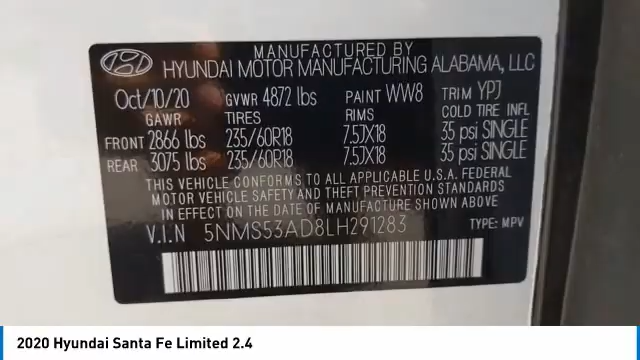 MANUFACTURED BY
HYUNDAI MOTOR MANUFACTURING ALABAMA, LLC
Oct/10/20 GVWR 4872 lbs PAINT WW8 TRIM YPJ
GAWR TIRES RIMS COLD TIRE INFL
FRONT 2866 lbs 235/60R18 7.5JX18 35 psi SINGLE
REAR 3075 lbs 235/60R18 7.5JX18 35 psi SINGLE
THIS VEHICLE CONFORMS TO ALL APPLICABLE U.S.A. FEDERAL
MOTOR VEHICLE SAFETY AND THEFT PREVENTION STANDARDS
IN EFFECT ON THE DATE OF MANUFACTURE SHOWN ABOVE.
V.I.N 5NMS53AD8LH291283 TYPE: MPV
2020 Hyundai Santa Fe Limited 2.4